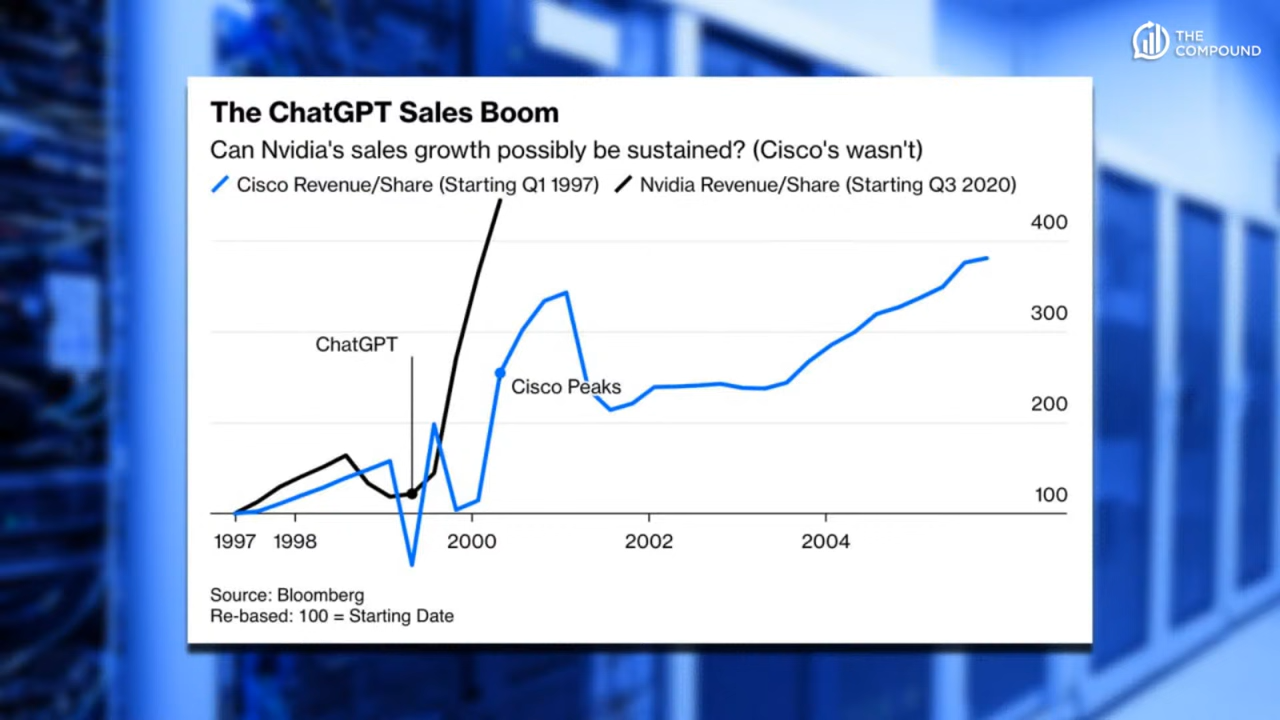 THE
COMPOUND
The ChatGPT Sales Boom
Can Nvidia's sales growth possibly be sustained? (Cisco's wasn't)
Cisco Revenue/Share (Starting Q1 1997) Nvidia Revenue/Share (Starting Q3 2020)
400
300
ChatGPT
Cisco Peaks
200
100
1997 1998 2000 2002 2004
Source: Bloomberg
Re-based: 100 = Starting Date